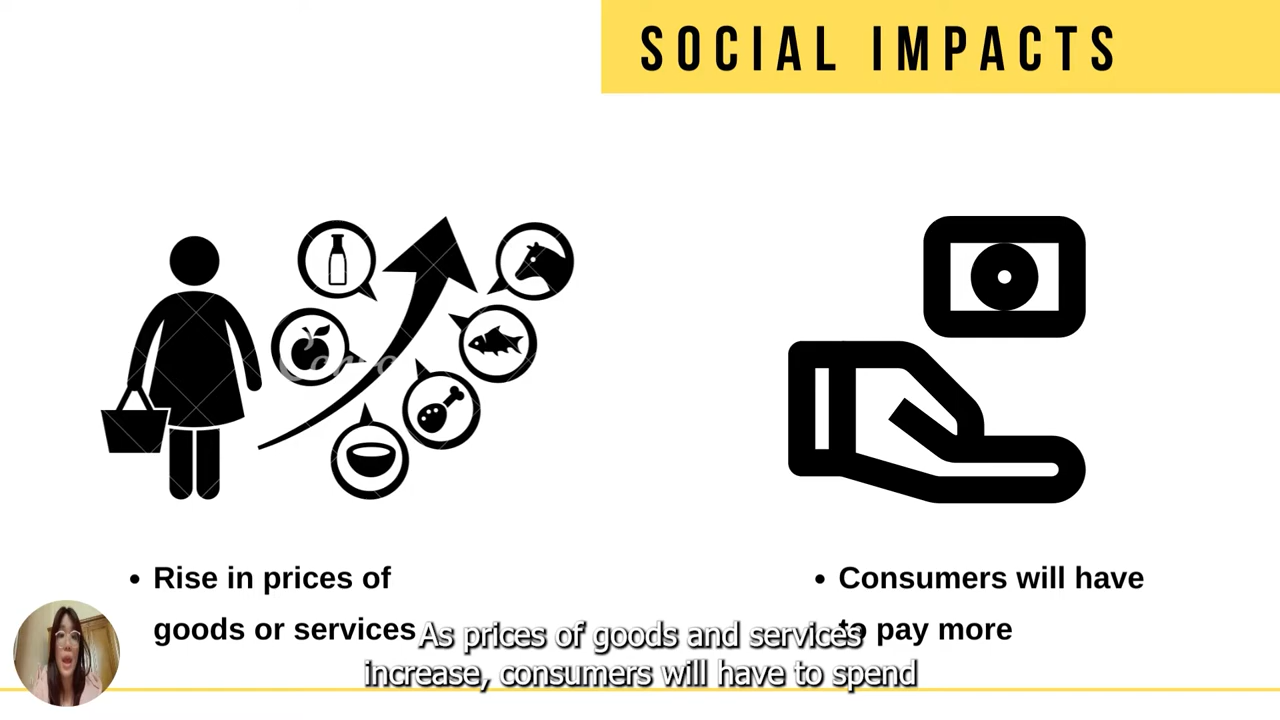 SOCIAL IMPACTS
• Rise in prices of
goods or services
• Consumers will have
to pay more
As prices of goods and services
increase, consumers will have to spend